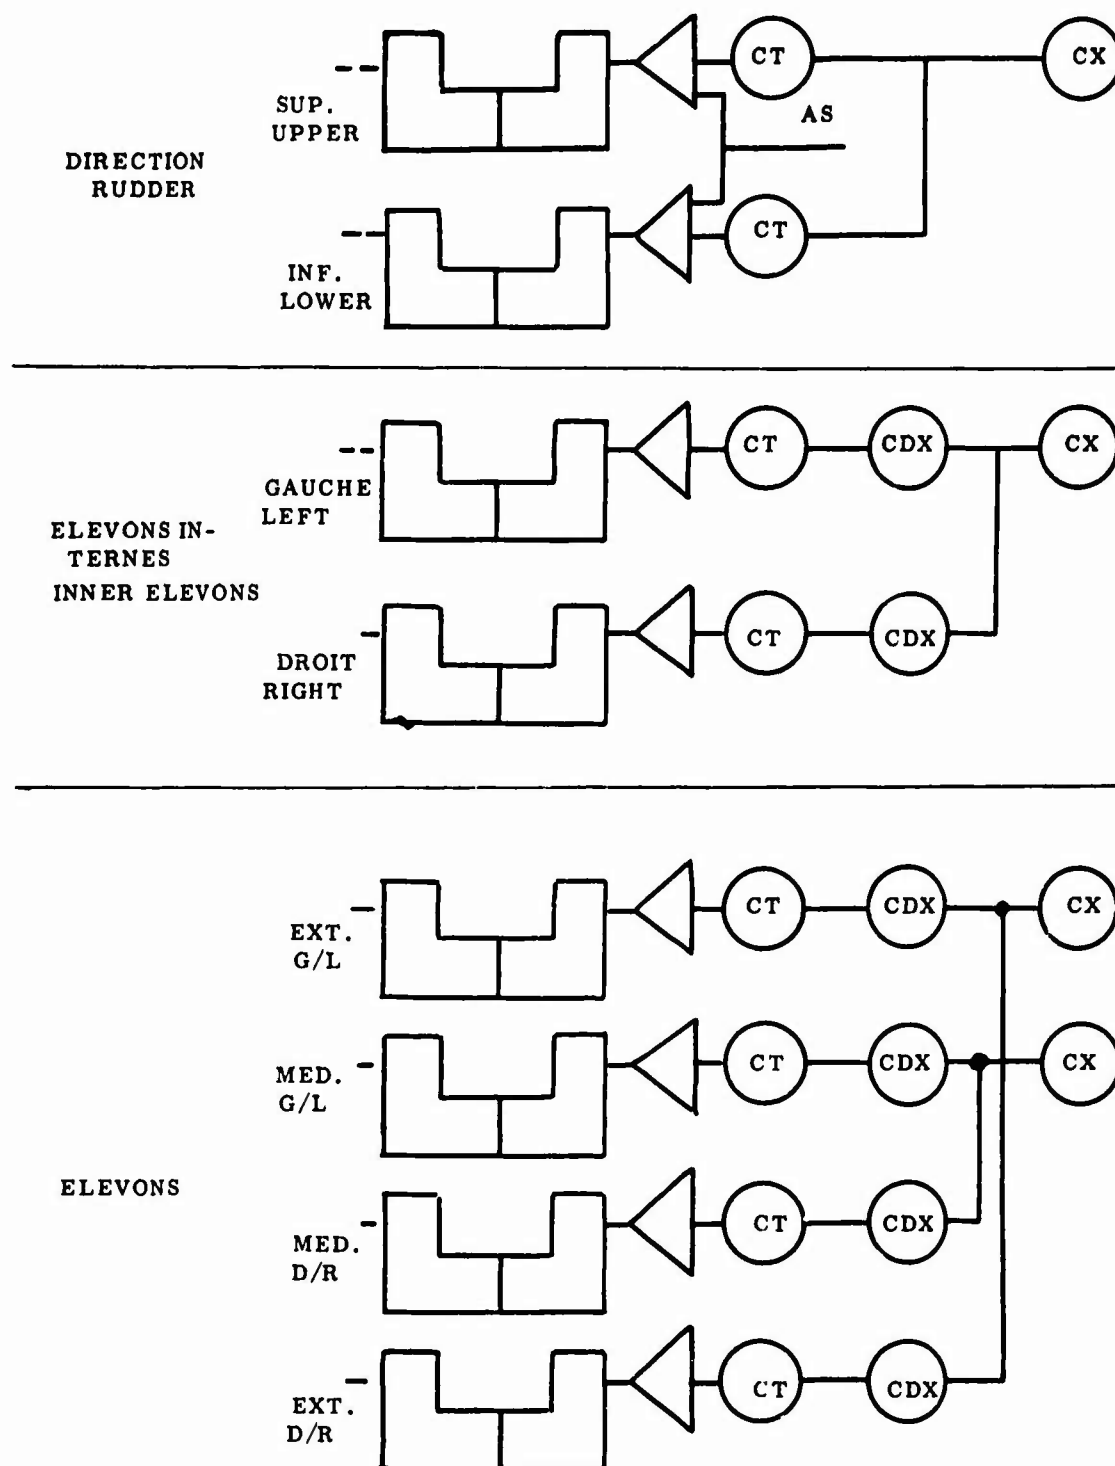 CT
CX
AS
SUP.
UPPER
DIRECTION
RUDDER
CT
INF.
LOWER
CT
CDX
CX
GAUCHE
LEFT
ELEVONS IN-
TERNES
INNER ELEVONS
CT
CDX
DROIT
RIGHT
CT
CDX
CX
EXT.
G/L
CT
CDX
CX
MED.
G/L
ELEVONS
CT
CDX
MED.
D/R
CT
CDX
EXT.
D/R